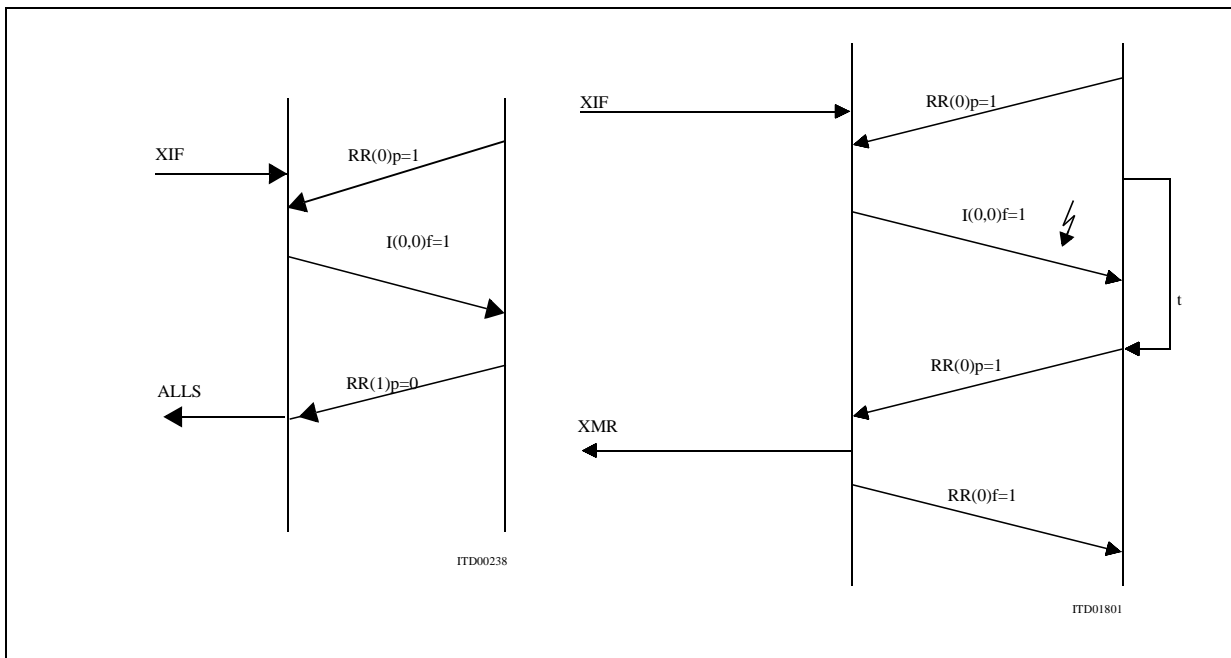 XIF
RR(0)p=1
I(0,0)f=1
RR(1)p=0
ALLS
ITD00238
XIF
RR(0)p=1
I(0,0)f=1
t
RR(0)p=1
XMR
RR(0)f=1
ITD01801